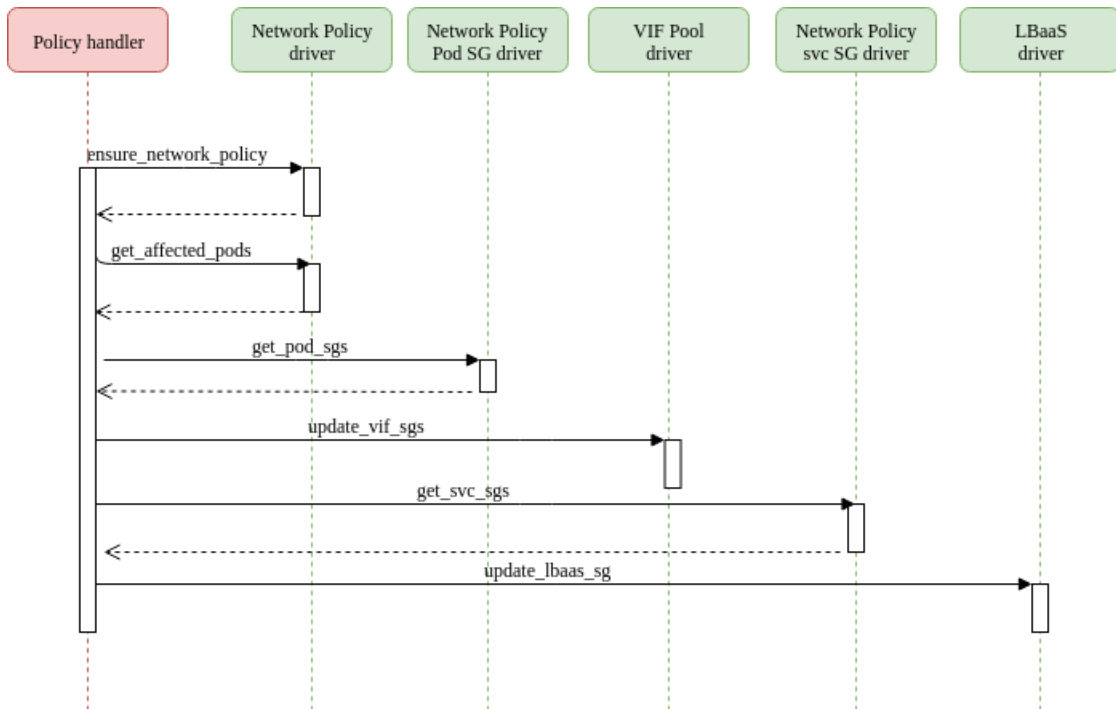 Policy handler
Network Policy
driver
Network Policy
Pod SG driver
VIF Pool
driver
Network Policy
svc SG driver
LBaaS
driver
ensure_network_policy
get_affected_pods
get_pod_sgs
update_vif_sgs
get_svc_sgs
update_lbaas_sg